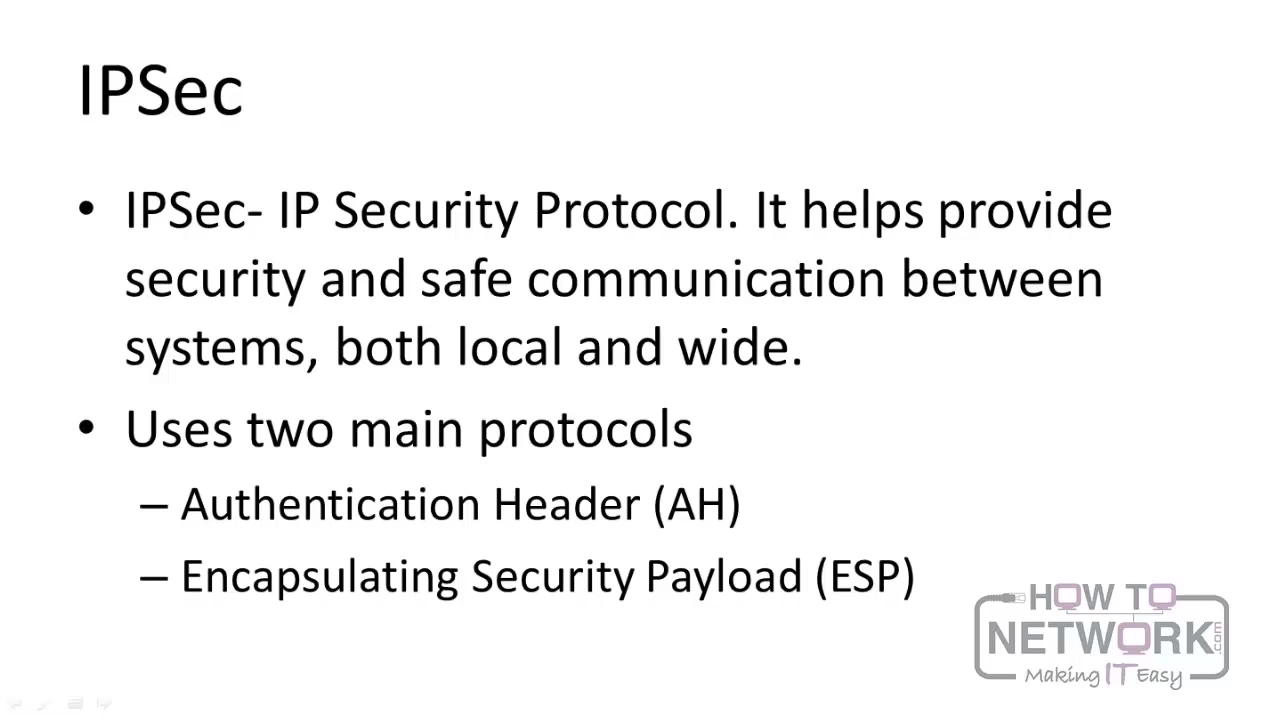 IPSec
• IPSec- IP Security Protocol. It helps provide
security and safe communication between
systems, both local and wide.
• Uses two main protocols
– Authentication Header (AH)
– Encapsulating Security Payload (ESP)
HOW TO
NETWORK.com
Making IT Easy